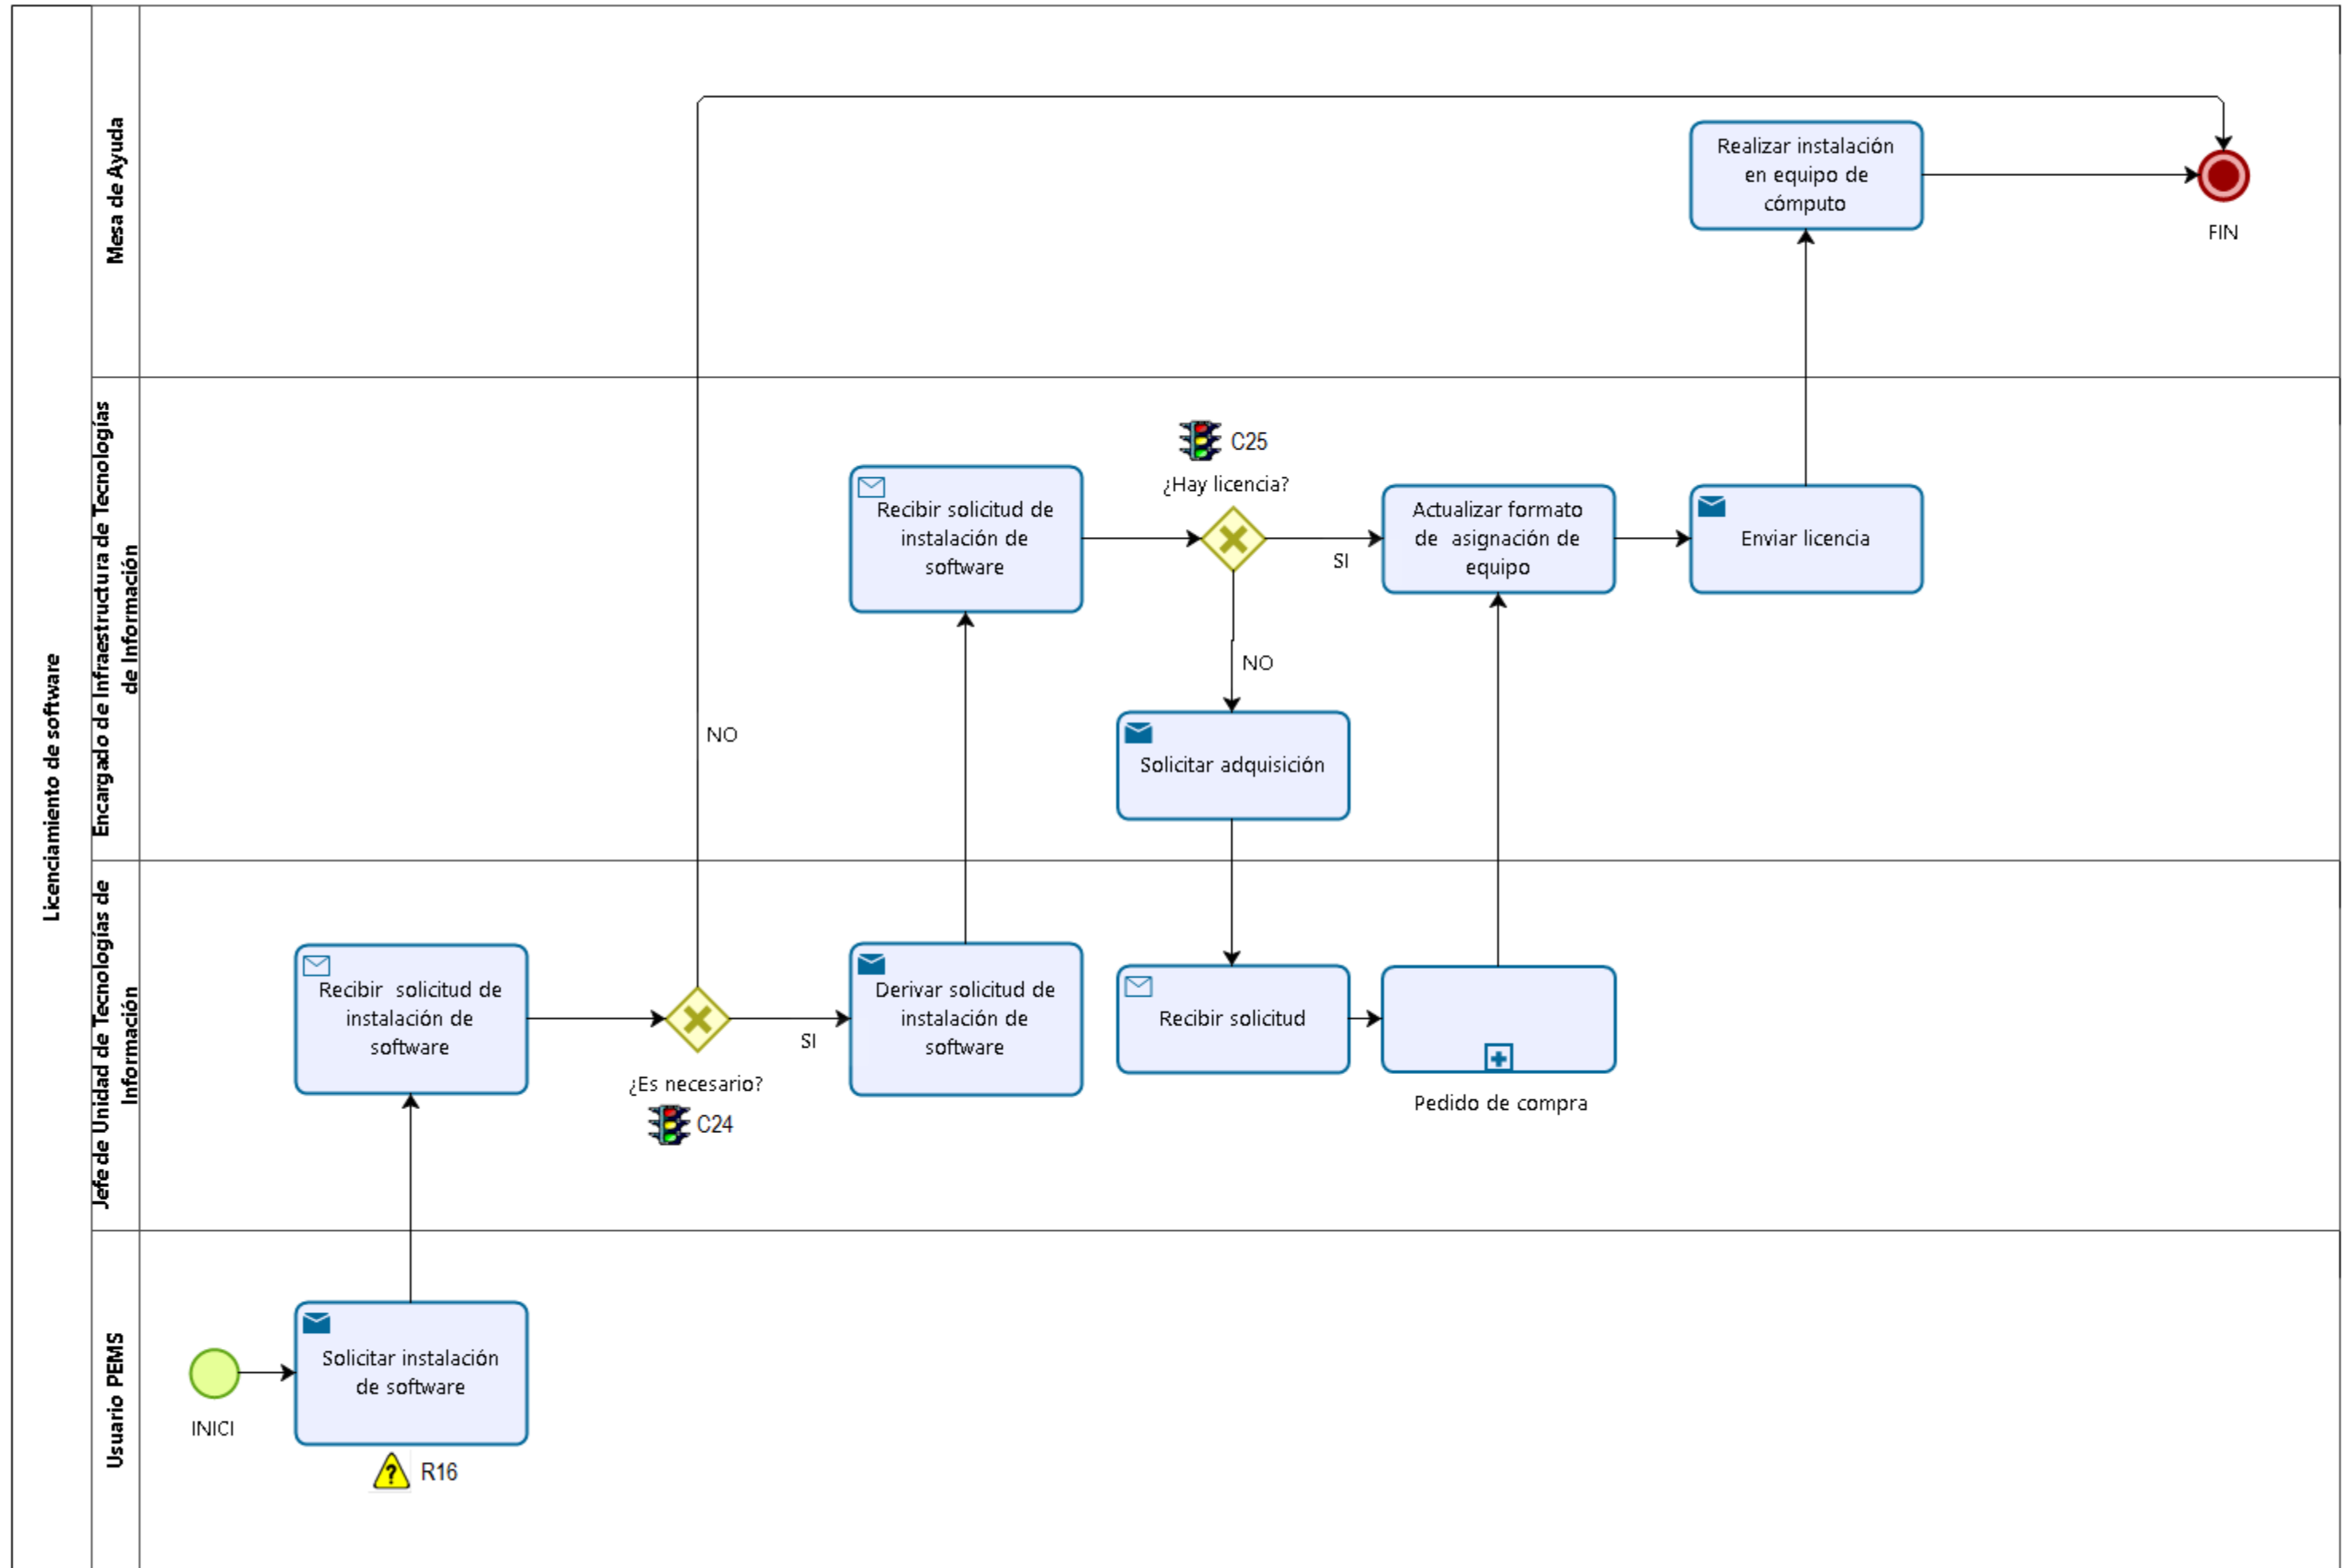 Licenciamiento de software
Mesa de Ayuda
Realizar instalación
en equipo de
cómputo
FIN
Encargado de Infraestructura de Tecnologías
de Información
C25
¿Hay licencia?
Recibir solicitud de
instalación de
software
SI
Actualizar formato
de asignación de
equipo
Enviar licencia
NO
NO
Solicitar adquisición
Jefe de Unidad de Tecnologías de
Información
Recibir solicitud de
instalación de
software
¿Es necesario?
C24
SI
Derivar solicitud de
instalación de
software
Recibir solicitud
Pedido de compra
Usuario PEMS
INICI
Solicitar instalación
de software
R16